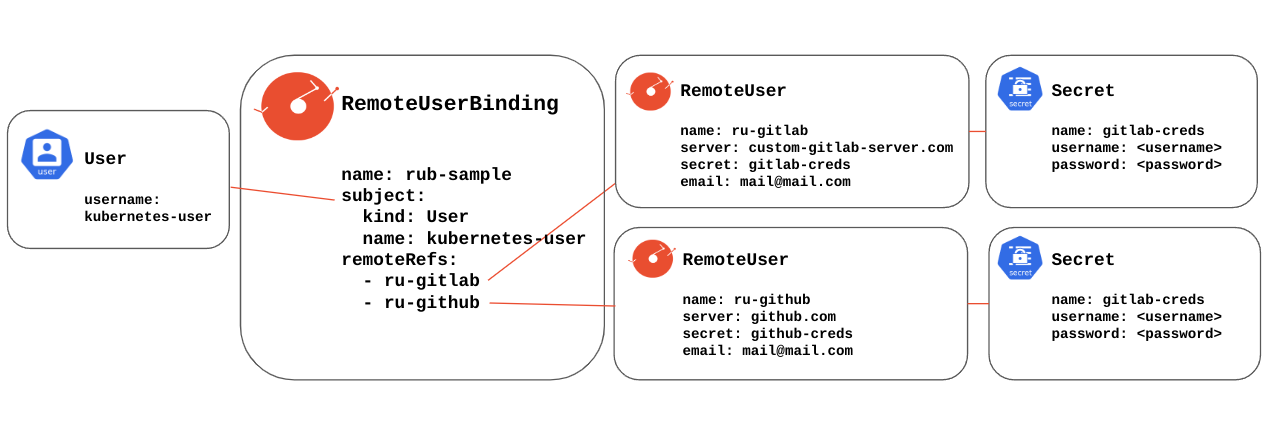 user
User
username:
kubernetes-user
RemoteUserBinding
name: rub-sample
subject:
kind: User
name: kubernetes-user
remoteRefs:
- ru-gitlab
- ru-github
RemoteUser
name: ru-gitlab
server: custom-gitlab-server.com
secret: gitlab-creds
email: mail@mail.com
secret
Secret
name: gitlab-creds
username: <username>
password: <password>
RemoteUser
name: ru-github
server: github.com
secret: github-creds
email: mail@mail.com
secret
Secret
name: gitlab-creds
username: <username>
password: <password>